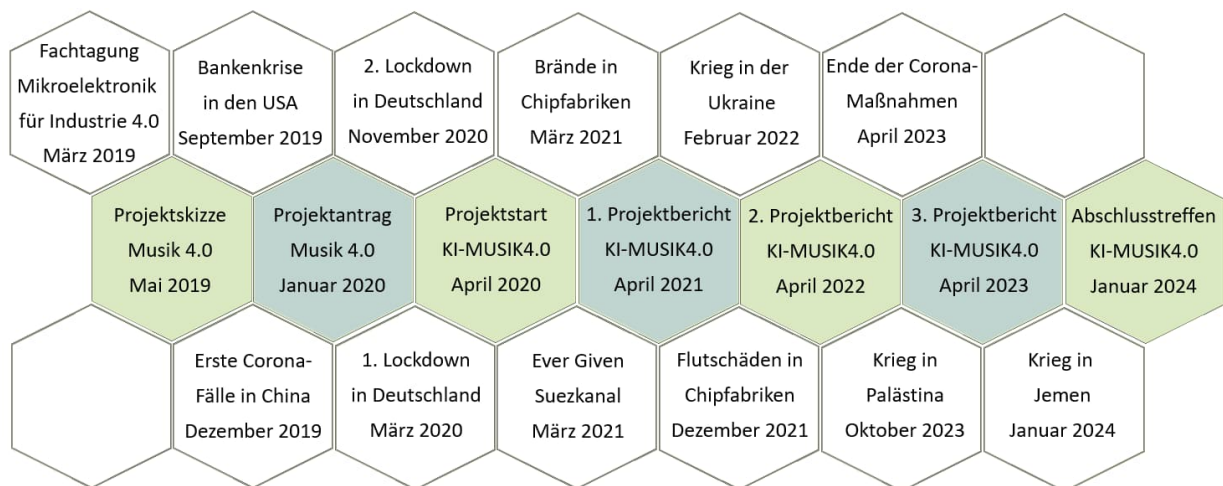 Fachtagung
Mikroelektronik
für Industrie 4.0
März 2019
Bankenkrise
in den USA
September 2019
2. Lockdown
in Deutschland
November 2020
Brände in
Chipfabriken
März 2021
Krieg in der
Ukraine
Februar 2022
Ende der Corona-
Maßnahmen
April 2023
Projektskizze
Musik 4.0
Mai 2019
Projektantrag
Musik 4.0
Januar 2020
Projektstart
KI-MUSIK4.0
April 2020
1. Projektbericht
KI-MUSIK4.0
April 2021
2. Projektbericht
KI-MUSIK4.0
April 2022
3. Projektbericht
KI-MUSIK4.0
April 2023
Abschlusstreffen
KI-MUSIK4.0
Januar 2024
Erste Corona-
Fälle in China
Dezember 2019
1. Lockdown
in Deutschland
März 2020
Ever Given
Suezkanal
März 2021
Flutschäden in
Chipfabriken
Dezember 2021
Krieg in
Palästina
Oktober 2023
Krieg in
Jemen
Januar 2024